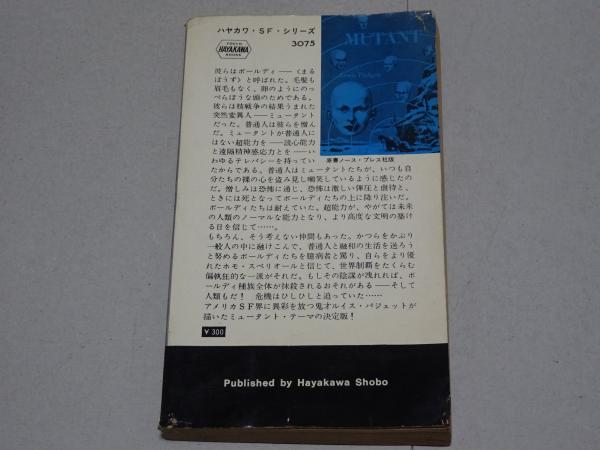 ハヤカワ・SF・シリーズ
TOKYO
HAYAKAWA
BOOKS
3075
MUTANT
Lewis Padgett
原書ノース・プレス社版
彼らはボールディ——〈まる
ぼうず〉と呼ばれた。毛髪も
眉毛もなく、卵のようにのっ
ぺらぼうな頭のためである。
彼らは核戦争の結果うまれた
突然変異人——ミュータント
だった。普通人は彼らを憎ん
だ。ミュータントが普通人に
はない超能力を——読心能力
と遠隔精神感応力とを——い
わゆるテレパシーを持ってい
たからである。普通人はミュータントたちが、いつも自
分たちの裸の心を盗み見し嘲笑しているように感じたの
だ。憎しみは恐怖に通じ、恐怖は激しい弾圧と虐待と、
ときには死となってボールディたちの上に降り注いだ。
ボールディたちは耐えていた。超能力が、やがては未来
の人類のノーマルな能力となり、より高度な文明の築け
る日を信じて……。
もちろん、そう考えない仲間もあった。かつらをかぶり
一般人の中に融けこんで、普通人と融和の生活を送ろう
と努めるボールディたちを臆病者と罵り、自らをより優
れたホモ・スペリオールと信じて、世界制覇をたくらむ
偏執狂的な一派がそれだ。もしその陰謀が洩れれば、ボ
ールディ種族全体が抹殺されるおそれがある——そして
人類もだ！　危機はひしひしと迫っていた……
アメリカSF界に異彩を放つ鬼才ルイス・パジェットが
描いたミュータント・テーマの決定版！
¥300
Published by Hayakawa Shobo